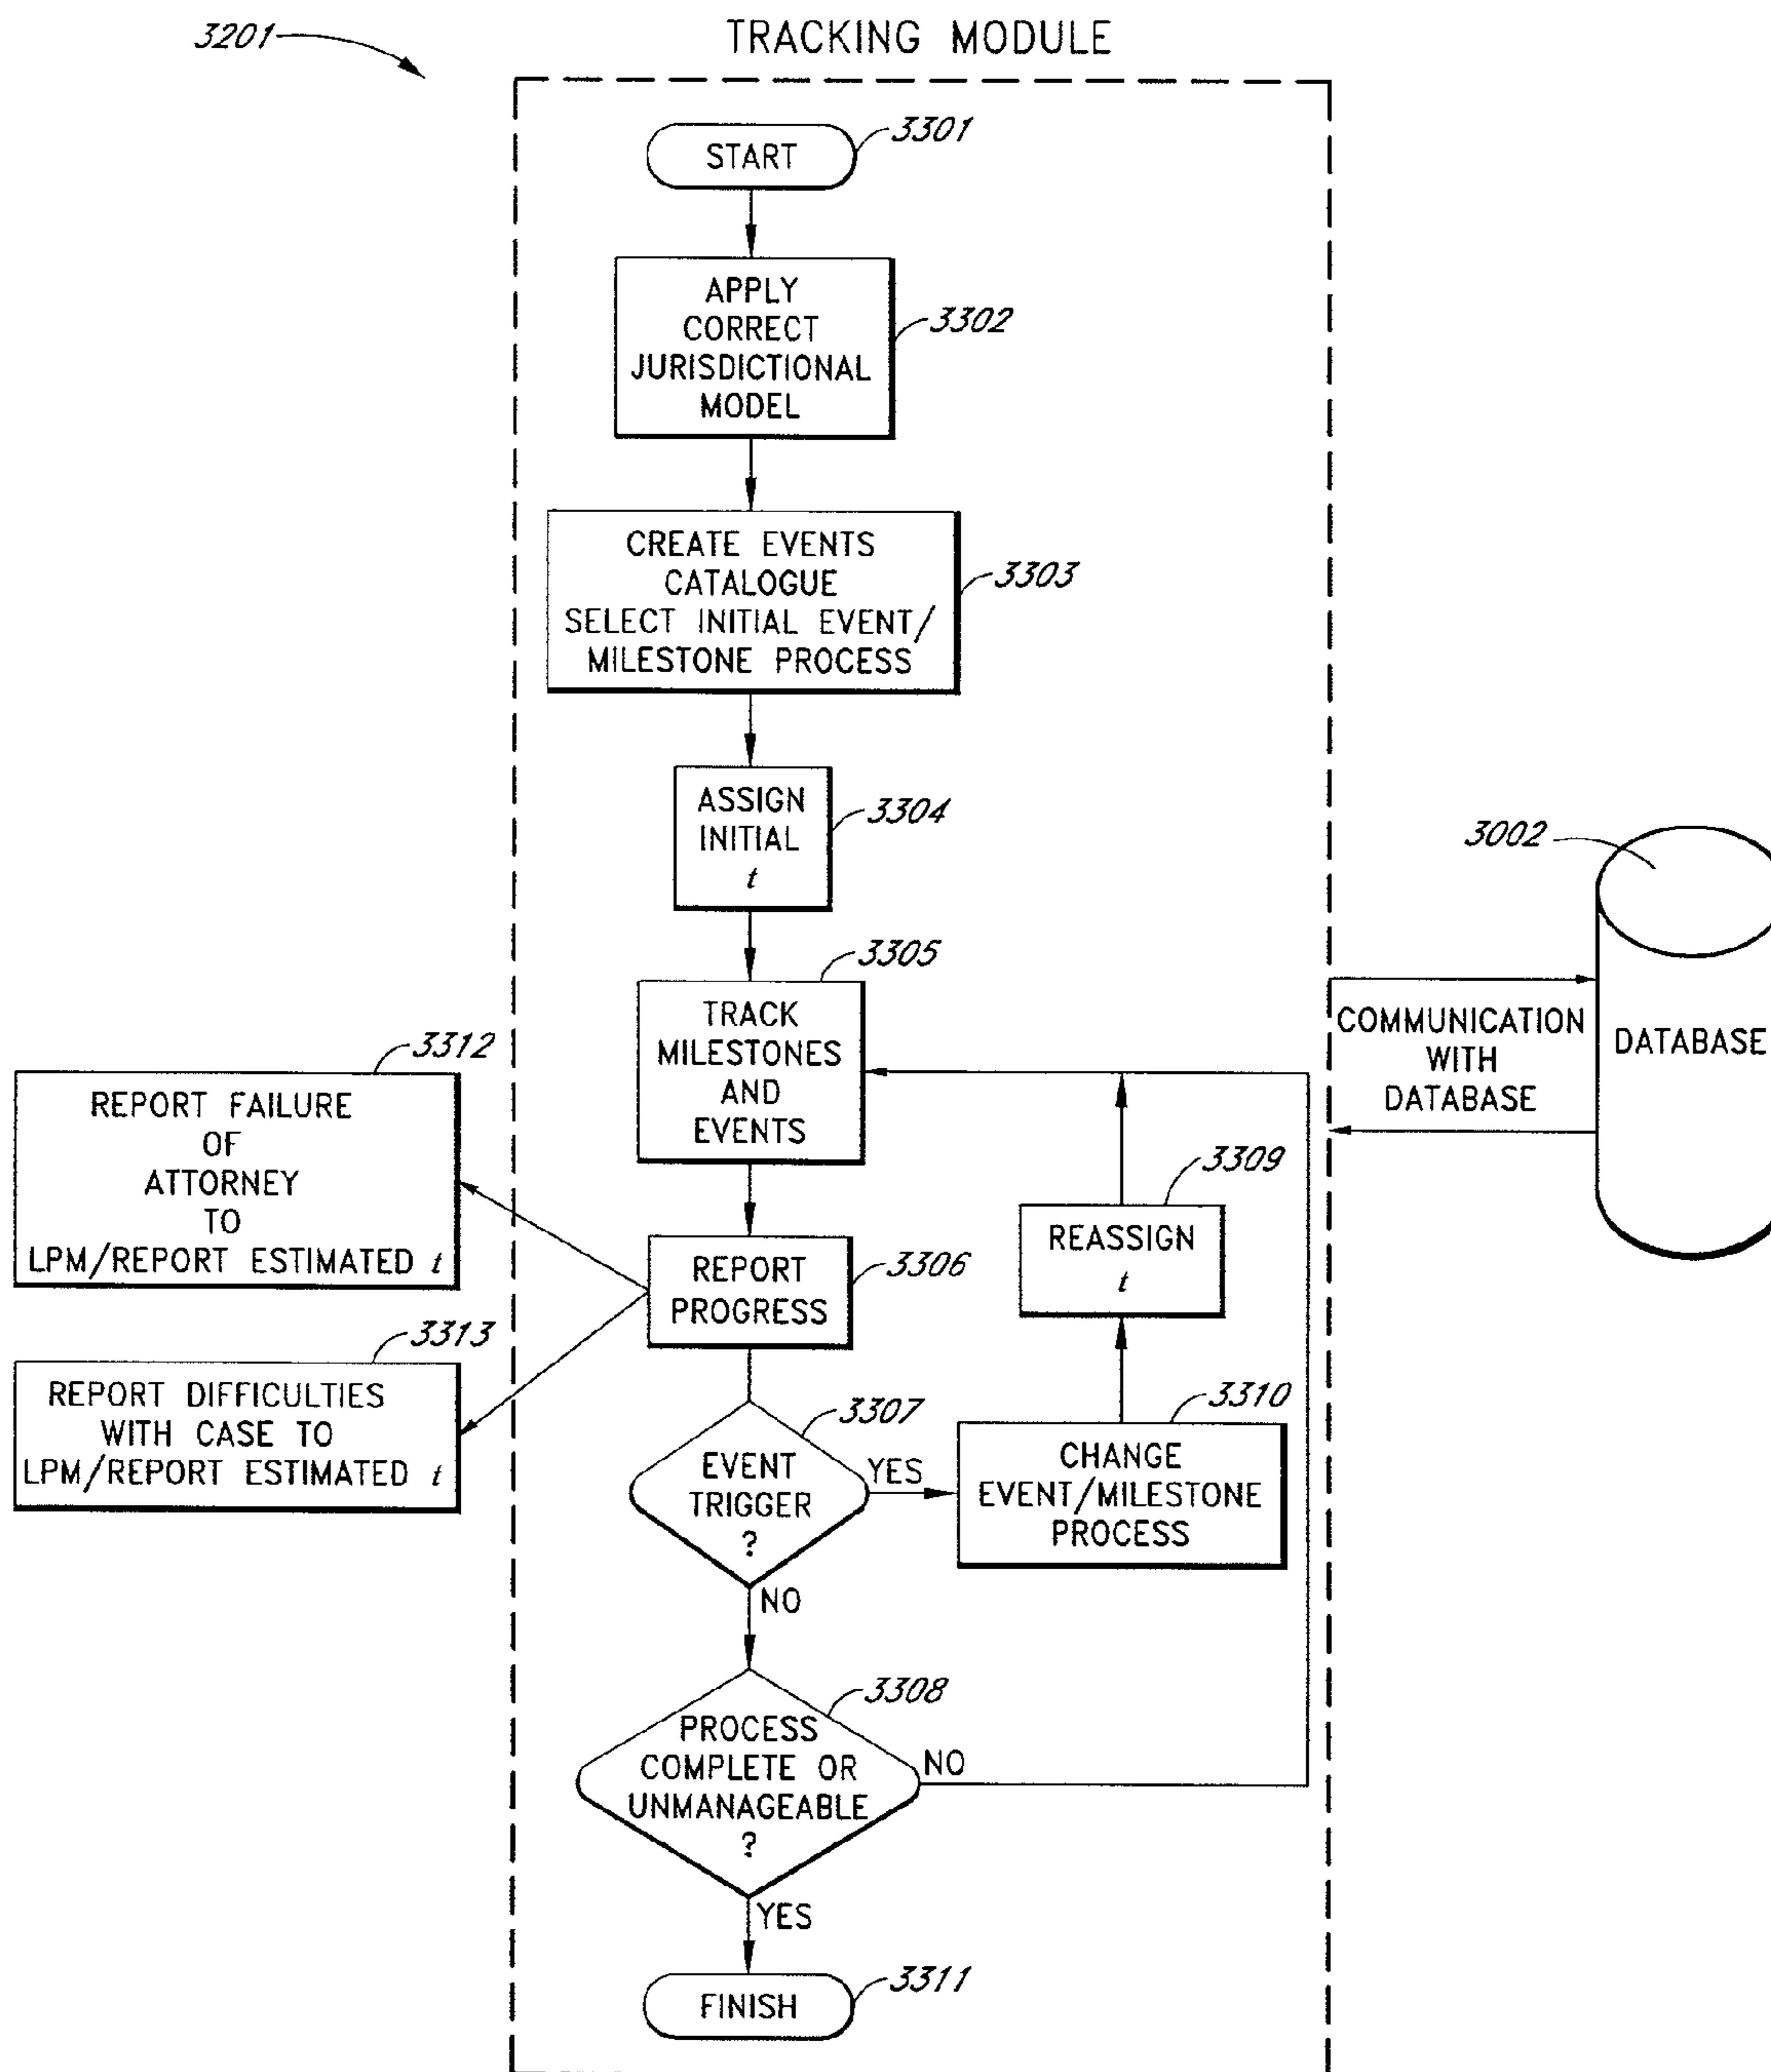 3201
TRACKING MODULE
3301
START
APPLY
CORRECT
JURISDICTIONAL
MODEL
3302
CREATE EVENTS
CATALOGUE
SELECT INITIAL EVENT/
MILESTONE PROCESS
3303
ASSIGN
INITIAL
t
3304
3305
TRACK
MILESTONES
AND
EVENTS
3002
COMMUNICATION
WITH
DATABASE
DATABASE
3312
REPORT FAILURE
OF
ATTORNEY
TO
LPM/REPORT ESTIMATED t
REPORT
PROGRESS
3306
3309
REASSIGN
t
3313
REPORT DIFFICULTIES
WITH CASE TO
LPM/REPORT ESTIMATED t
3307
EVENT
TRIGGER
?
YES
NO
3310
CHANGE
EVENT/MILESTONE
PROCESS
3308
PROCESS
COMPLETE OR
UNMANAGEABLE
?
NO
YES
3311
FINISH